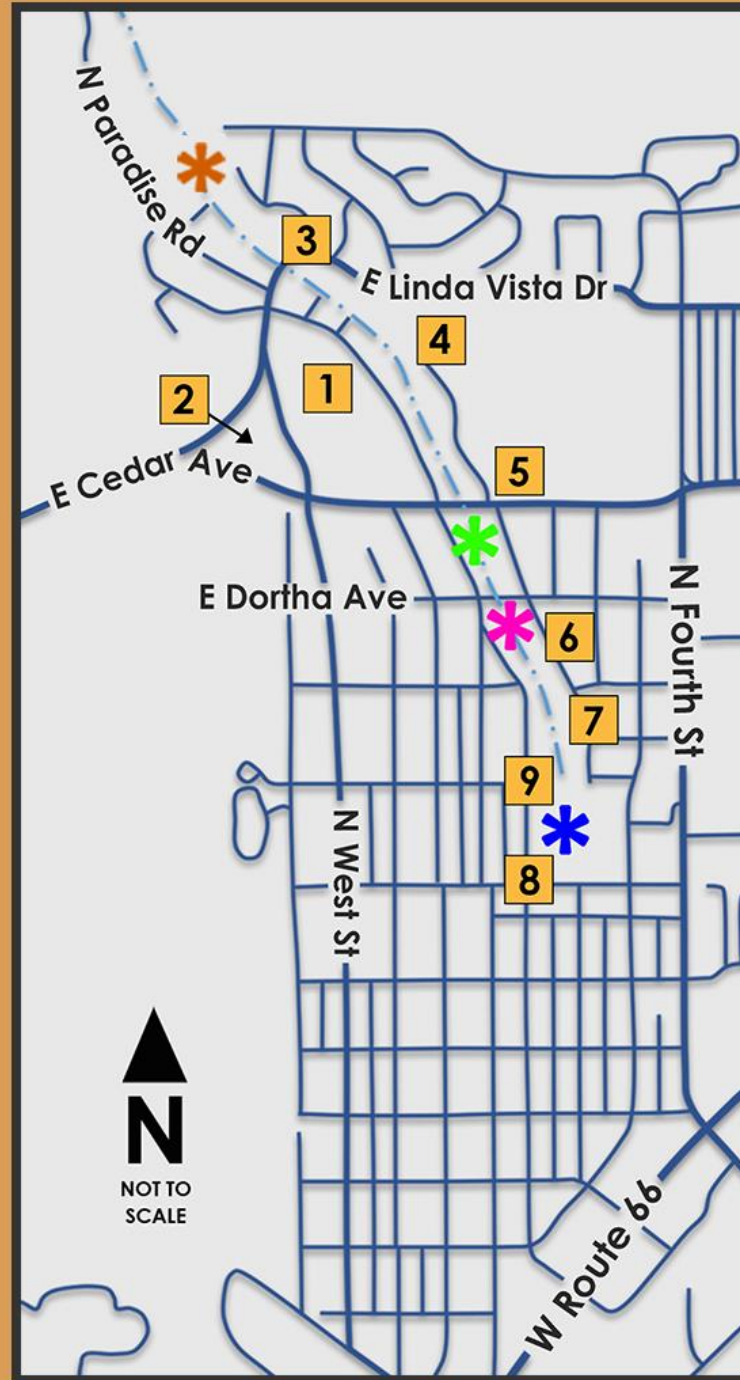 N Paradise Rd
3
E Linda Vista Dr
4
1
2
5
E Cedar Ave
E Dortha Ave
N Fourth St
6
7
9
8
N West St
N
NOT TO
SCALE
W Route 66